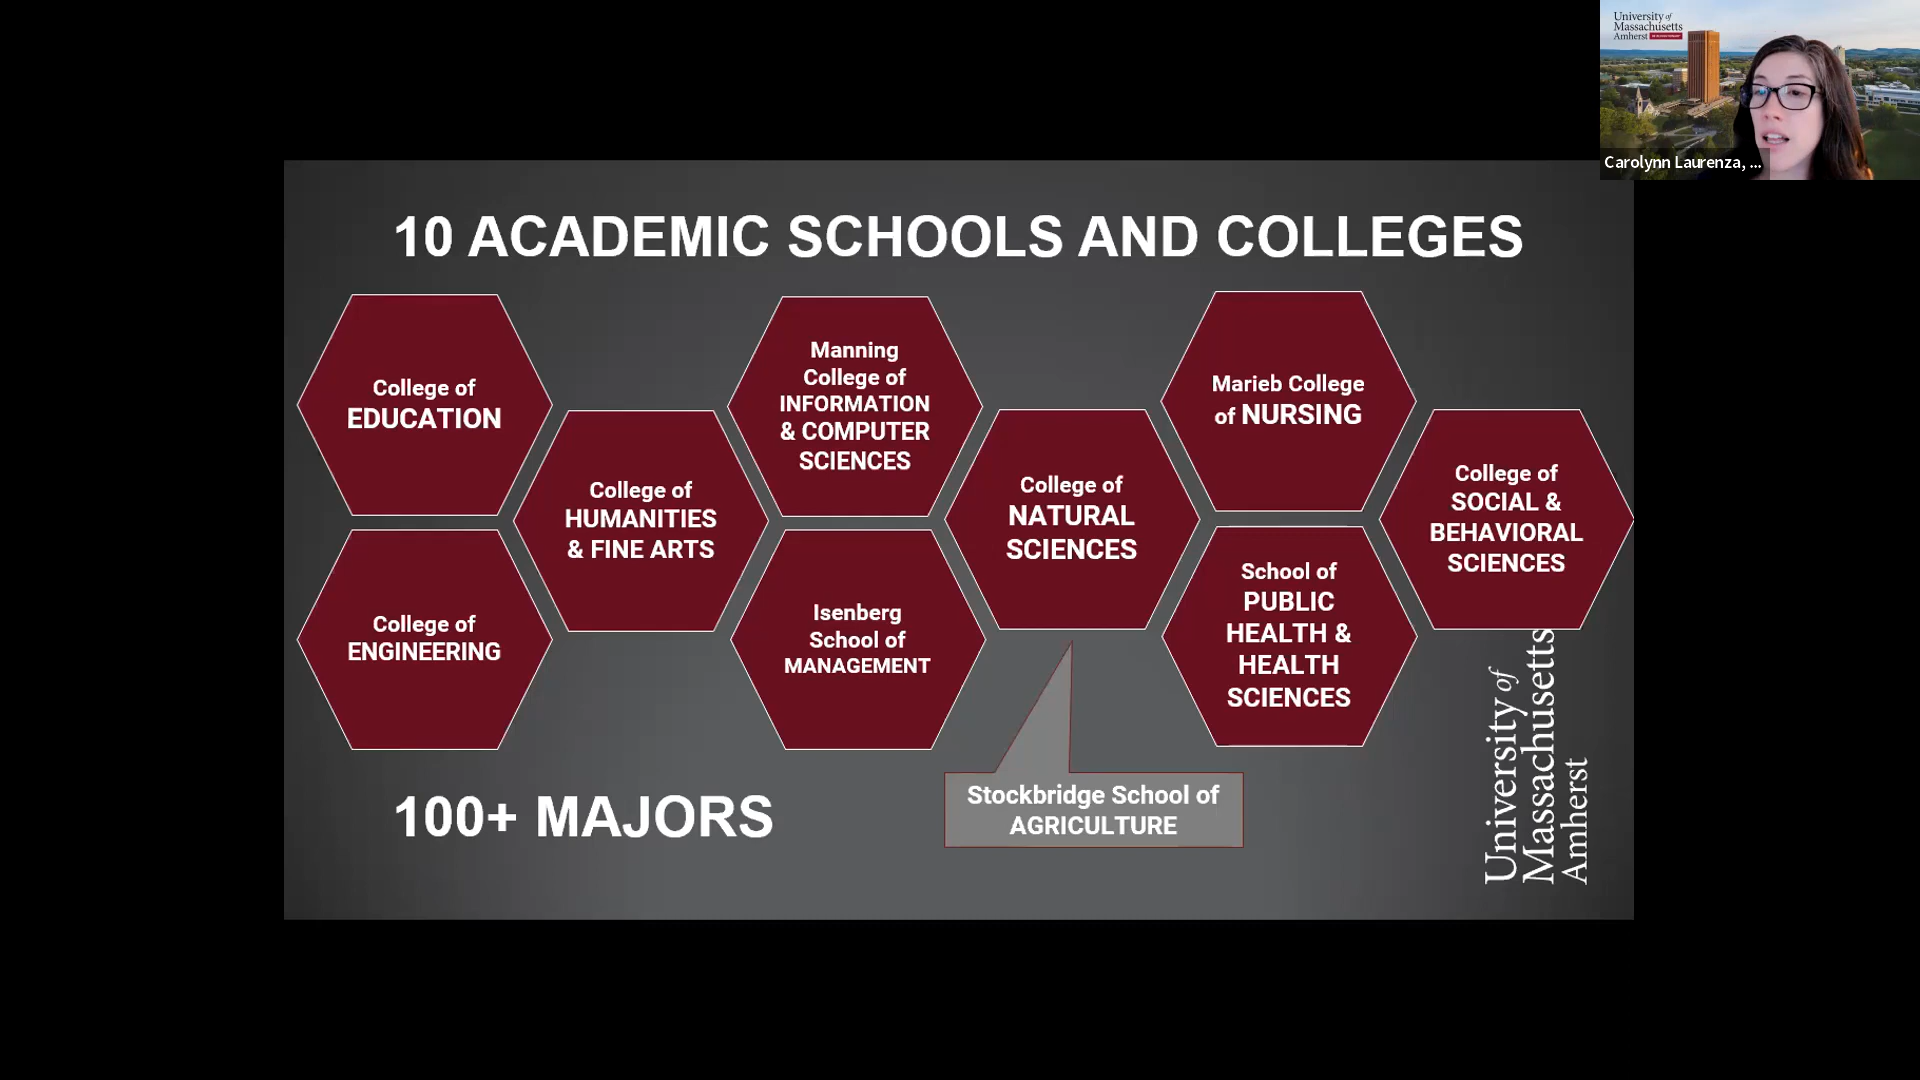 University of
Massachusetts
Amherst
Carolynn Laurenza, ...
10 ACADEMIC SCHOOLS AND COLLEGES
College of
EDUCATION
College of
ENGINEERING
College of
HUMANITIES
& FINE ARTS
Manning
College of
INFORMATION
& COMPUTER
SCIENCES
Isenberg
School of
MANAGEMENT
College of
NATURAL
SCIENCES
Marieb College
of NURSING
School of
PUBLIC
HEALTH &
HEALTH
SCIENCES
College of
SOCIAL &
BEHAVIORAL
SCIENCES
100+ MAJORS
Stockbridge School of
AGRICULTURE
University of
Massachusetts
Amherst